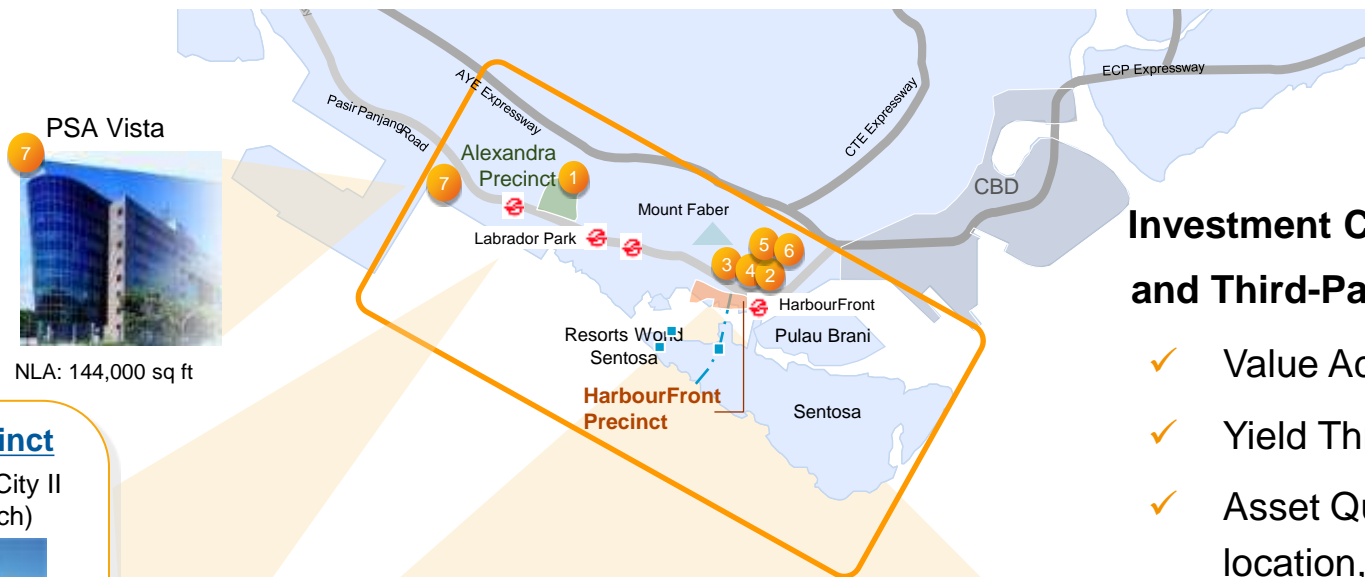 ECP Expressway
AYE Expressway
Pasir Panjang Road
CTE Expressway
PSA Vista
7
Alexandra
Precinct
1
7
CBD
Mount Faber
Labrador Park
5
6
3
4
2
Investment C
and Third-Pa
HarbourFront
Resorts World
Sentosa
Pulau Brani
NLA: 144,000 sq ft
Value Ad
HarbourFront
Precinct
Sentosa
inct
Yield Th
City II
ch)
Asset Qu
location,